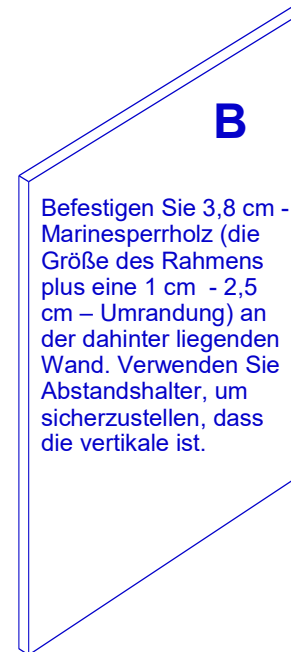 B
Befestigen Sie 3,8 cm -
Marinesperrholz (die
Größe des Rahmens
plus eine 1 cm - 2,5
cm – Umrandung) an
der dahinter liegenden
Wand. Verwenden Sie
Abstandshalter, um
sicherzustellen, dass
die vertikale ist.